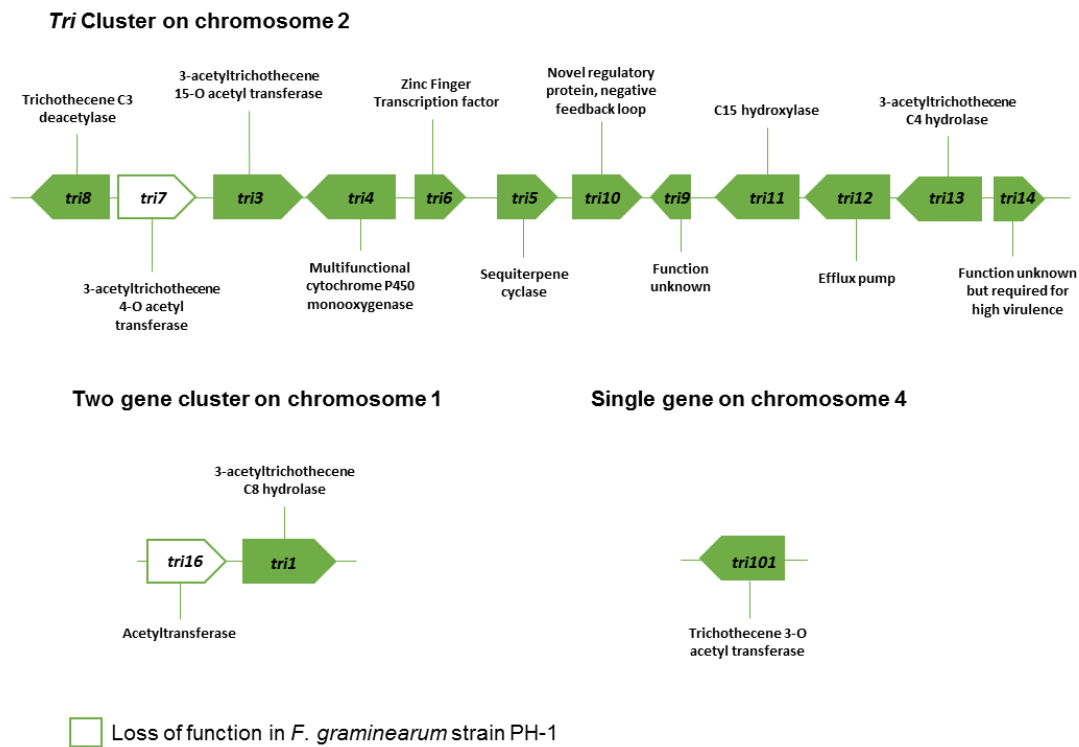 Tri Cluster on chromosome 2
Trichothecene C3
deacetylase
3-acetyltrichothecene
15-O acetyl transferase
Zinc Finger
Transcription factor
Novel regulatory
protein, negative
feedback loop
C15 hydroxylase
3-acetyltrichothecene
C4 hydrolase
tri8
tri7
tri3
tri4
tri6
tri5
tri10
tri9
tri11
tri12
tri13
tri14
3-acetyltrichothecene
4-O acetyl
transferase
Multifunctional
cytochrome P450
monooxygenase
Sequiterpene
cyclase
Function
unknown
Efflux pump
Function unknown
but required for
high virulence
Two gene cluster on chromosome 1
3-acetyltrichothecene
C8 hydrolase
tri16
tri1
Acetyltransferase
Single gene on chromosome 4
tri101
Trichothecene 3-O
acetyl transferase
Loss of function in F. graminearum strain PH-1